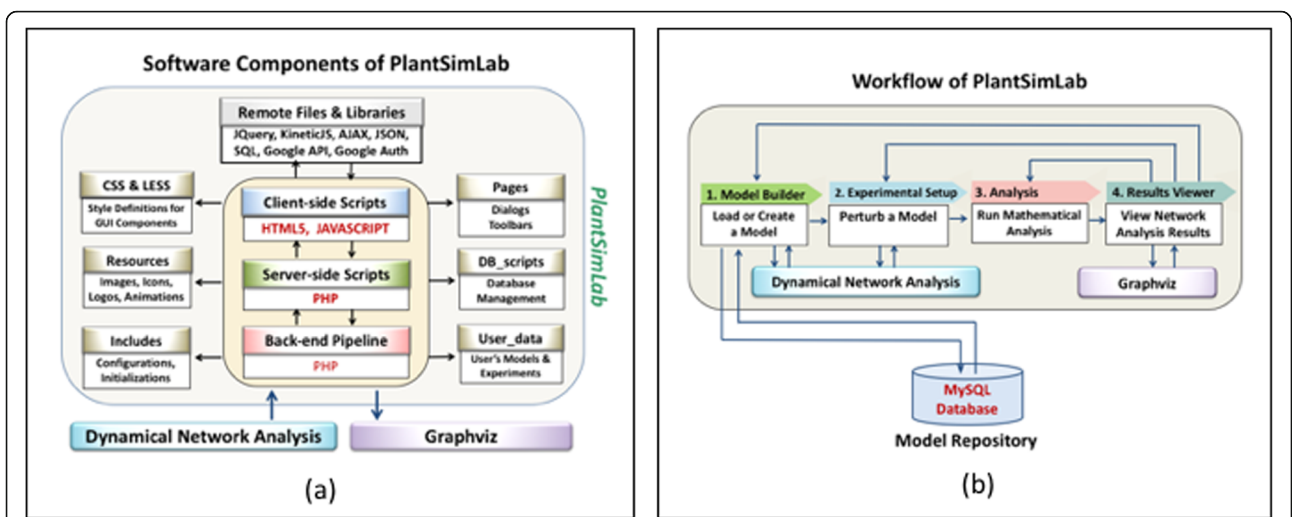 Software Components of PlantSimLab
Remote Files & Libraries
JQuery, KineticJS, AJAX, JSON,
SQL, Google API, Google Auth
CSS & LESS
Style Definitions for
GUI Components
Client-side Scripts
HTML5, JAVASCRIPT
Pages
Dialogs
Toolbars
Resources
Images, Icons,
Logos, Animations
Server-side Scripts
PHP
DB_scripts
Database
Management
Includes
Configurations,
Initializations
Back-end Pipeline
PHP
User_data
User's Models &
Experiments
PlantSimLab
Dynamical Network Analysis
Graphviz
(a)
Workflow of PlantSimLab
1. Model Builder
Load or Create
a Model
2. Experimental Setup
Perturb a Model
3. Analysis
Run Mathematical
Analysis
4. Results Viewer
View Network
Analysis Results
Dynamical Network Analysis
Graphviz
MySQL
Database
Model Repository
(b)